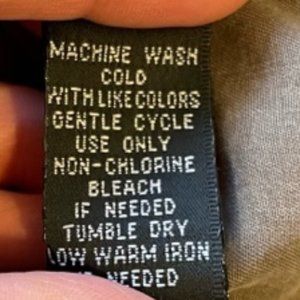 MACHINE WASH
COLD
WITH LIKE COLORS
GENTLE CYCLE
USE ONLY
NON-CHLORINE
BLEACH
IF NEEDED
TUMBLE DRY
LOW WARM IRON
IF NEEDED